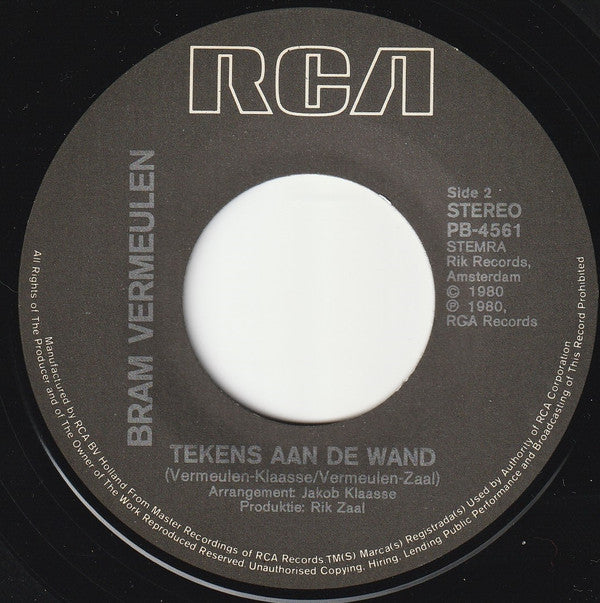 RCA
BRAM VERMEULEN
Side 2
STEREO
PB-4561
STEMRA
Rik Records,
Amsterdam
© 1980
℗ 1980,
RCA Records
TEKENS AAN DE WAND
(Vermeulen-Klaasse/Vermeulen-Zaal)
Arrangement: Jakob Klaasse
Produktie: Rik Zaal
All Rights of The Producer and of The Owner of The Work Reproduced Reserved. Unauthorised Copying, Hiring, Lending Public Performance and Broadcasting of This Record Prohibited
Manufactured by RCA BV Holland From Master Recordings of RCA Records TM(S) Marca(s) Registrada(s) Used by Authority of RCA Corporation